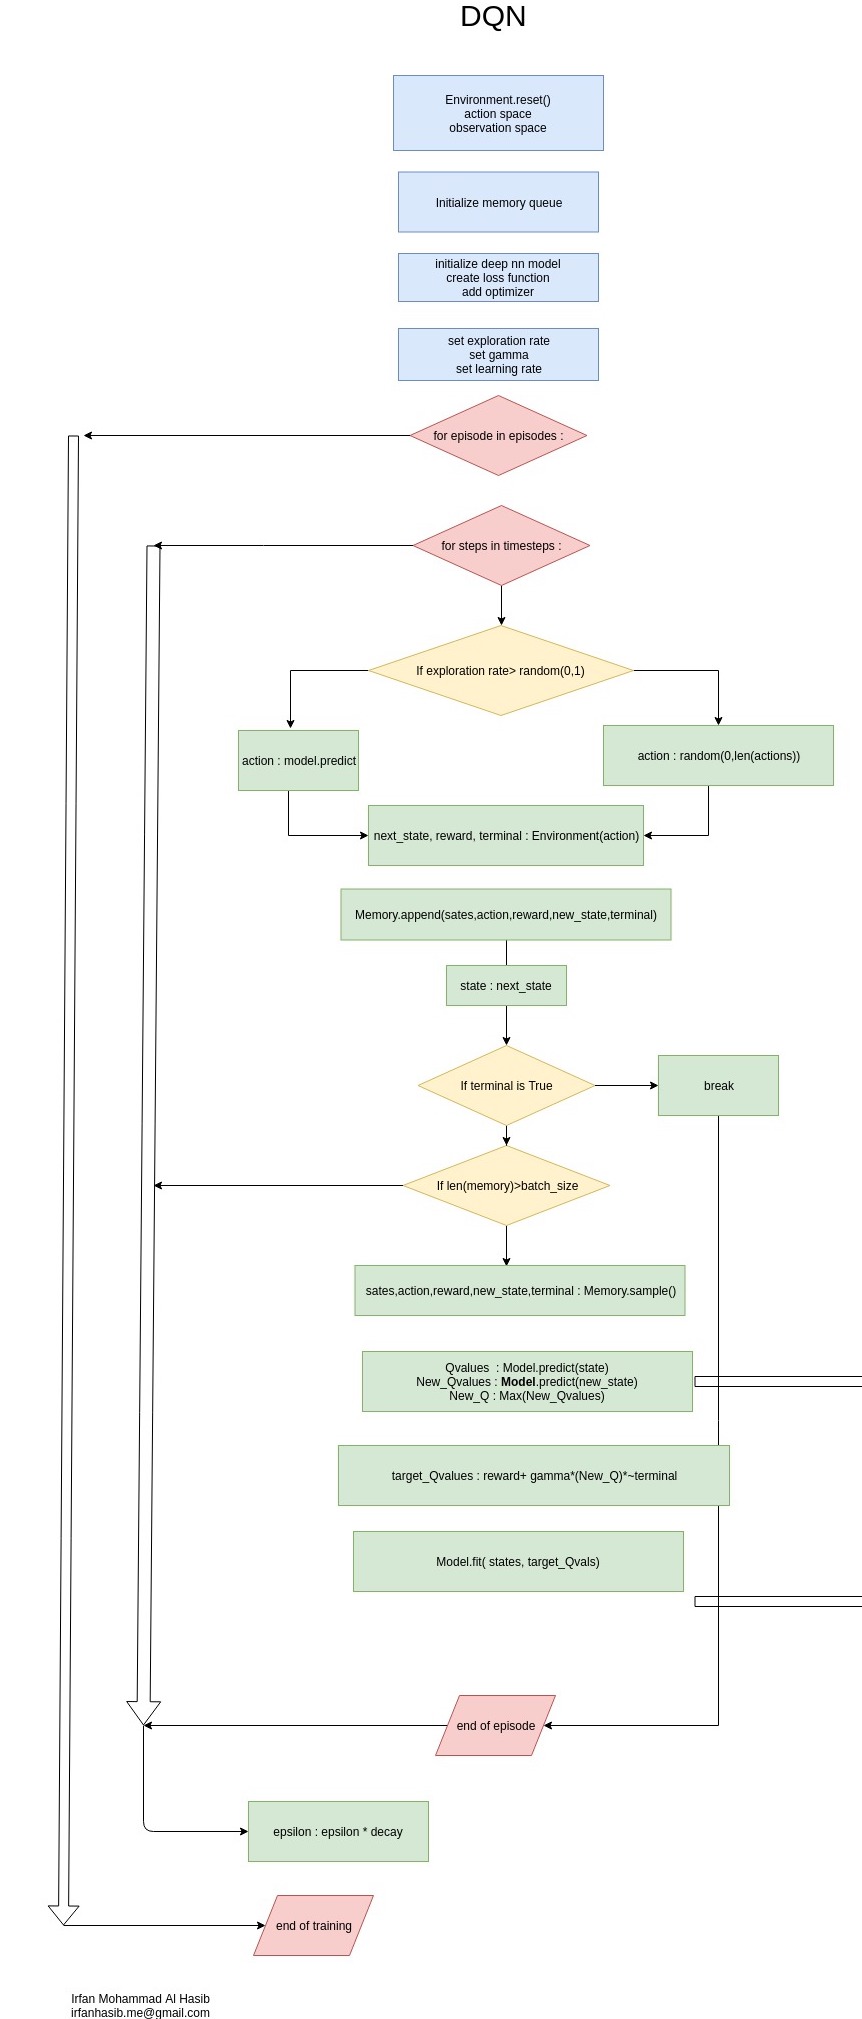 DQN
Environment.reset()
action space
observation space
Initialize memory queue
initialize deep nn model
create loss function
add optimizer
set exploration rate
set gamma
set learning rate
for episode in episodes :
for steps in timesteps :
If exploration rate> random(0,1)
action : model.predict
action : random(0,len(actions))
next_state, reward, terminal : Environment(action)
Memory.append(sates,action,reward,new_state,terminal)
state : next_state
If terminal is True
break
If len(memory)>batch_size
sates,action,reward,new_state,terminal : Memory.sample()
Qvalues  : Model.predict(state)
New_Qvalues : Model.predict(new_state)
New_Q : Max(New_Qvalues)
target_Qvalues : reward+ gamma*(New_Q)*~terminal
Model.fit( states, target_Qvals)
end of episode
epsilon : epsilon * decay
end of training
Irfan Mohammad Al Hasib
irfanhasib.me@gmail.com